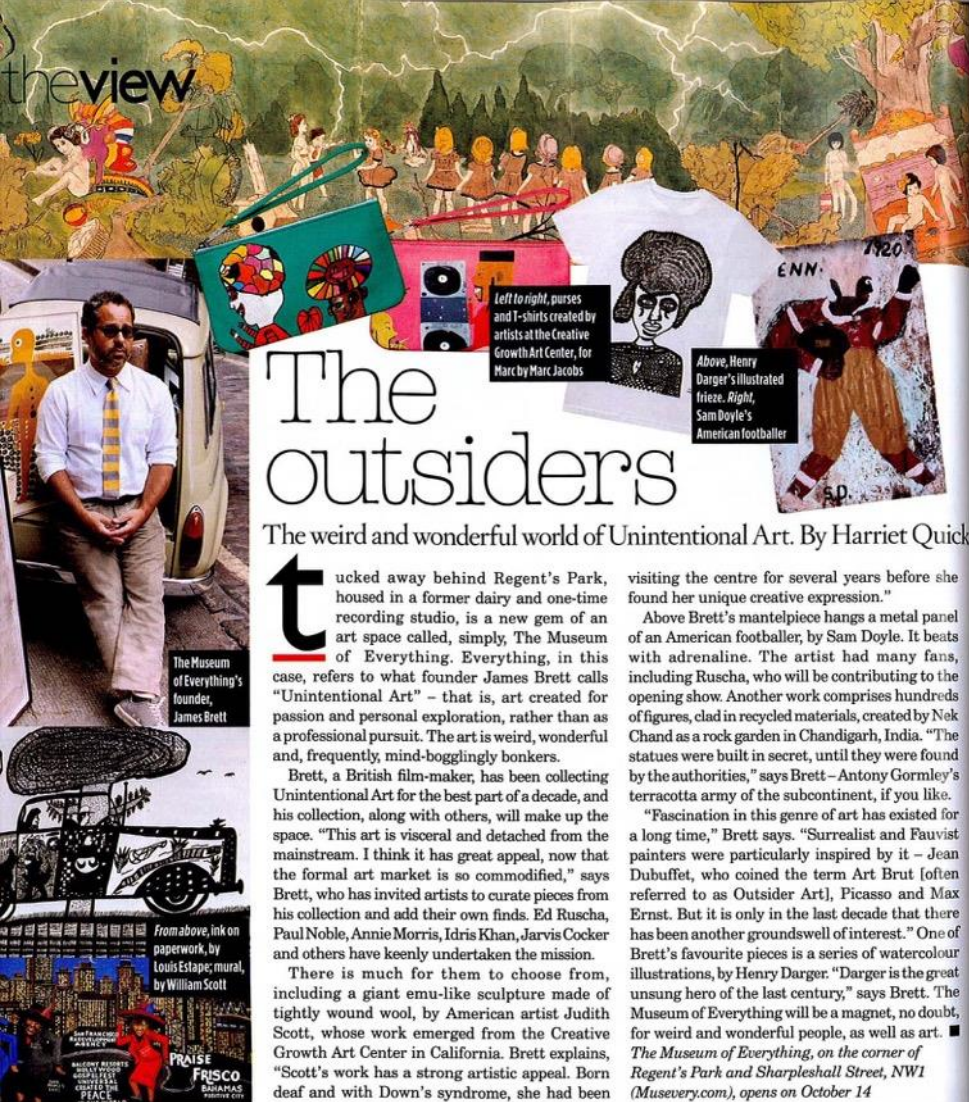 theview
Left to right, purses
and T-shirts created by
artists at the Creative
Growth Art Center, for
Marc by Marc Jacobs
1920
ENN.
S.D.
Above, Henry
Darger's illustrated
frieze. Right,
Sam Doyle's
American footballer
The
outsiders
The weird and wonderful world of Unintentional Art. By Harriet Quick
tucked away behind Regent's Park,
housed in a former dairy and one-time
recording studio, is a new gem of an
art space called, simply, The Museum
of Everything. Everything, in this
case, refers to what founder James Brett calls
"Unintentional Art" – that is, art created for
passion and personal exploration, rather than as
a professional pursuit. The art is weird, wonderful
and, frequently, mind-bogglingly bonkers.
Brett, a British film-maker, has been collecting
Unintentional Art for the best part of a decade, and
his collection, along with others, will make up the
space. "This art is visceral and detached from the
mainstream. I think it has great appeal, now that
the formal art market is so commodified," says
Brett, who has invited artists to curate pieces from
his collection and add their own finds. Ed Ruscha,
Paul Noble, Annie Morris, Idris Khan, Jarvis Cocker
and others have keenly undertaken the mission.
There is much for them to choose from,
including a giant emu-like sculpture made of
tightly wound wool, by American artist Judith
Scott, whose work emerged from the Creative
Growth Art Center in California. Brett explains,
"Scott's work has a strong artistic appeal. Born
deaf and with Down's syndrome, she had been
visiting the centre for several years before she
found her unique creative expression."
Above Brett's mantelpiece hangs a metal panel
of an American footballer, by Sam Doyle. It beats
with adrenaline. The artist had many fans,
including Ruscha, who will be contributing to the
opening show. Another work comprises hundreds
of figures, clad in recycled materials, created by Nek
Chand as a rock garden in Chandigarh, India. "The
statues were built in secret, until they were found
by the authorities," says Brett – Antony Gormley's
terracotta army of the subcontinent, if you like.
"Fascination in this genre of art has existed for
a long time," Brett says. "Surrealist and Fauvist
painters were particularly inspired by it – Jean
Dubuffet, who coined the term Art Brut [often
referred to as Outsider Art], Picasso and Max
Ernst. But it is only in the last decade that there
has been another groundswell of interest." One of
Brett's favourite pieces is a series of watercolour
illustrations, by Henry Darger. "Darger is the great
unsung hero of the last century," says Brett. The
Museum of Everything will be a magnet, no doubt,
for weird and wonderful people, as well as art. ■
The Museum of Everything, on the corner of
Regent's Park and Sharpleshall Street, NW1
(Musevery.com), opens on October 14
The Museum
of Everything's
founder,
James Brett
From above, ink on
paperwork, by
Louis Estape; mural,
by William Scott
SAN FRANCISCO
REDEVELOPMENT
AGENCY
BALCONY RESORTS
HOLLYWOOD
GOSPELFEST
UNIVERSAL
CREATED THE
PEACE
PRAISE
FRISCO
BAHAMAS
POSITIVE CITY